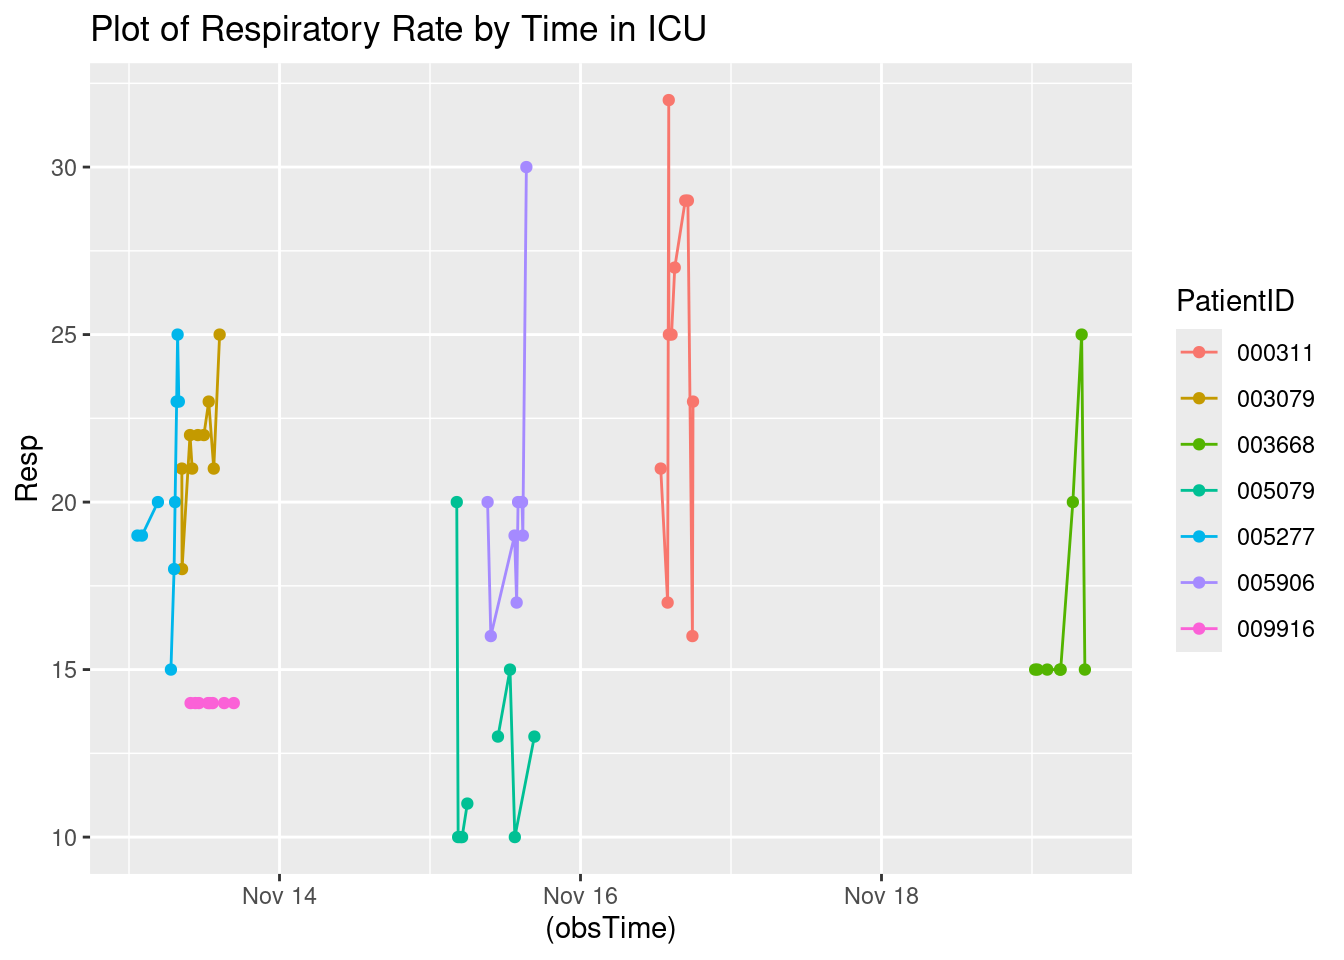 Plot of Respiratory Rate by Time in ICU
Resp
30
25
20
15
10
Nov 14
Nov 16
Nov 18
(obsTime)
PatientID
000311
003079
003668
005079
005277
005906
009916